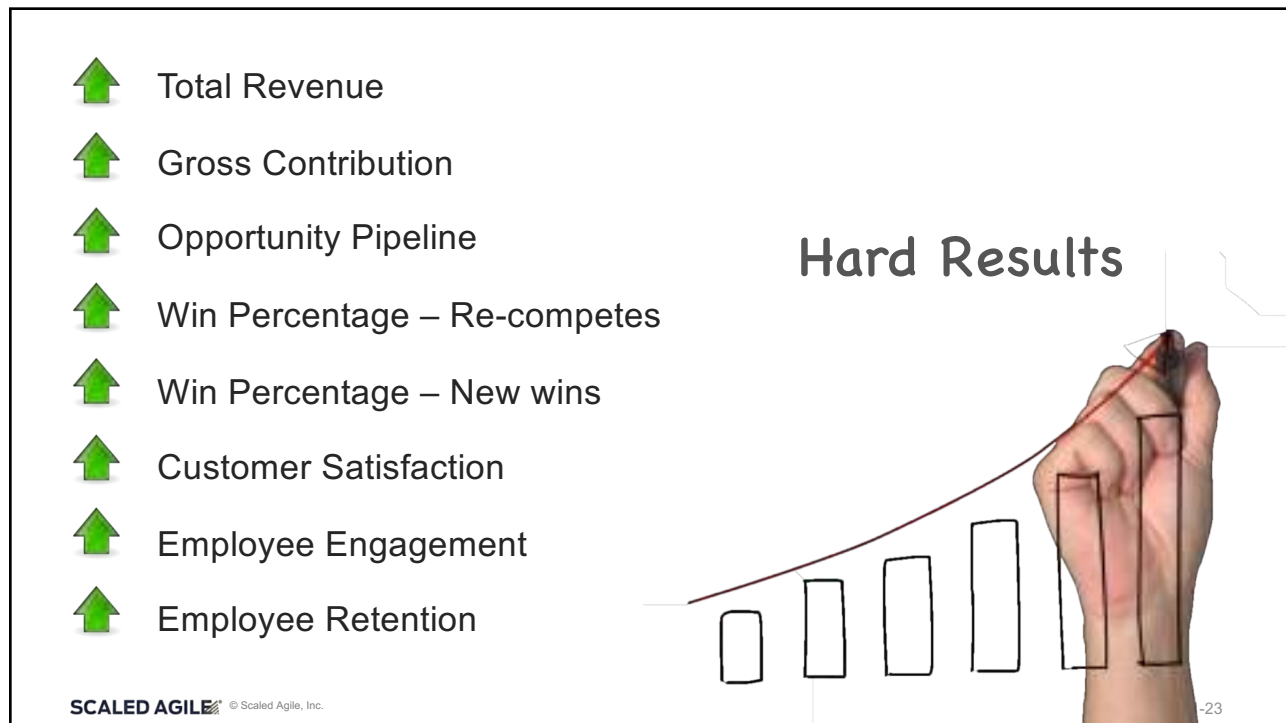 Total Revenue
Gross Contribution
Opportunity Pipeline
Win Percentage – Re-competes
Win Percentage – New wins
Customer Satisfaction
Employee Engagement
Employee Retention
Hard Results
SCALED AGILE © Scaled Agile, Inc.
-23